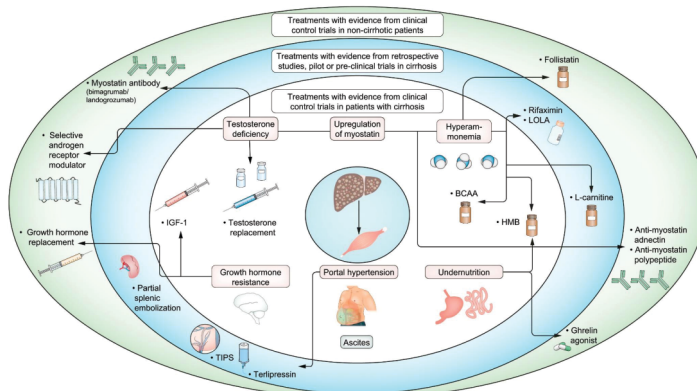 Treatments with evidence from clinical
control trials in non-cirrhotic patients
Treatments with evidence from retrospective
studies, pilot or pre-clinical trials in cirrhosis
Treatments with evidence from clinical
control trials in patients with cirrhosis
• Follistatin
• Myostatin antibody
(bimagrumab/
landogrozumab)
• Rifaximin
• LOLA
Testosterone
deficiency
Upregulation
of myostatin
Hyperam-
monemia
• Selective
androgen
receptor
modulator
• BCAA
• L-carnitine
• IGF-1
• Testosterone
replacement
• HMB
• Growth hormone
replacement
• Anti-myostatin
adnectin
• Anti-myostatin
polypeptide
Growth hormone
resistance
Portal hypertension
Undernutrition
• Partial
splenic
embolization
Ascites
• Ghrelin
agonist
• TIPS
• Terlipressin